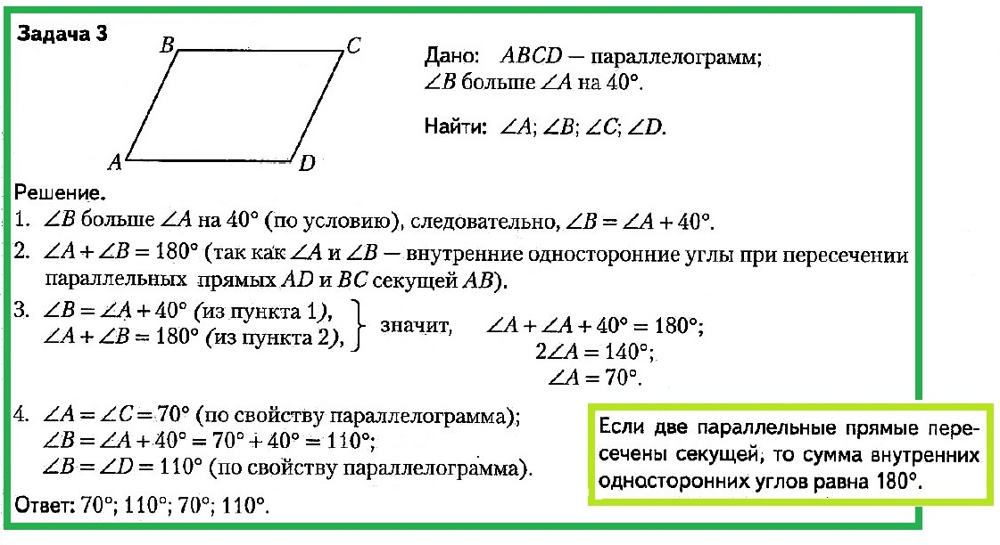 Задача 3
B
C
A
D
Дано: ABCD — параллелограмм;
∠B больше ∠A на 40°.
Найти: ∠A; ∠B; ∠C; ∠D.
Решение.
1. ∠B больше ∠A на 40° (по условию), следовательно, ∠B = ∠A + 40°.
2. ∠A + ∠B = 180° (так как ∠A и ∠B — внутренние односторонние углы при пересечении
параллельных прямых AD и BC секущей AB).
3. ∠B = ∠A + 40° (из пункта 1),
∠A + ∠B = 180° (из пункта 2),
значит,
∠A + ∠A + 40° = 180°;
2∠A = 140°;
∠A = 70°.
4. ∠A = ∠C = 70° (по свойству параллелограмма);
∠B = ∠A + 40° = 70° + 40° = 110°;
∠B = ∠D = 110° (по свойству параллелограмма).
Ответ: 70°; 110°; 70°; 110°.
Если две параллельные прямые пере-
сечены секущей, то сумма внутренних
односторонних углов равна 180°.